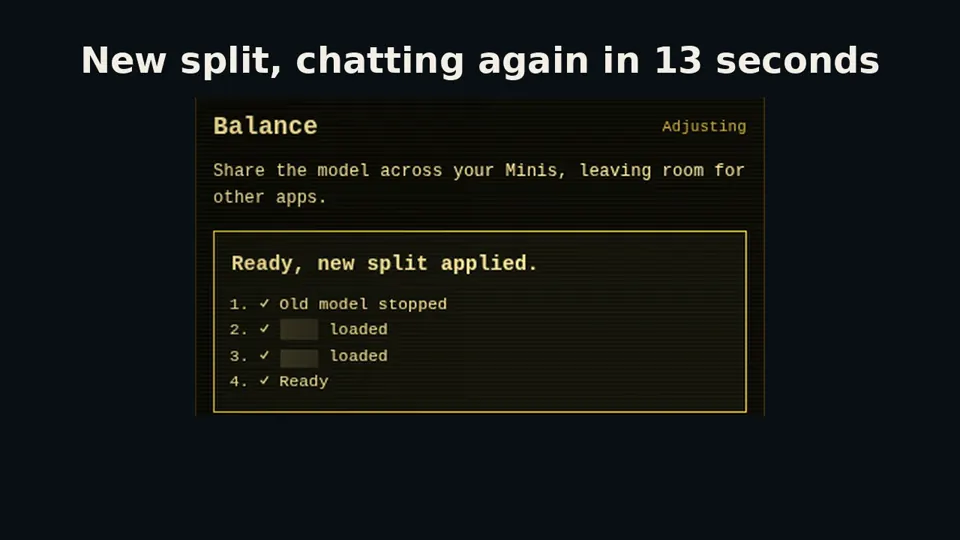 New split, chatting again in 13 seconds
Balance
Adjusting
Share the model across your Minis, leaving room for
other apps.
Ready, new split applied.
1. ✓ Old model stopped
2. ✓ loaded
3. ✓ loaded
4. ✓ Ready